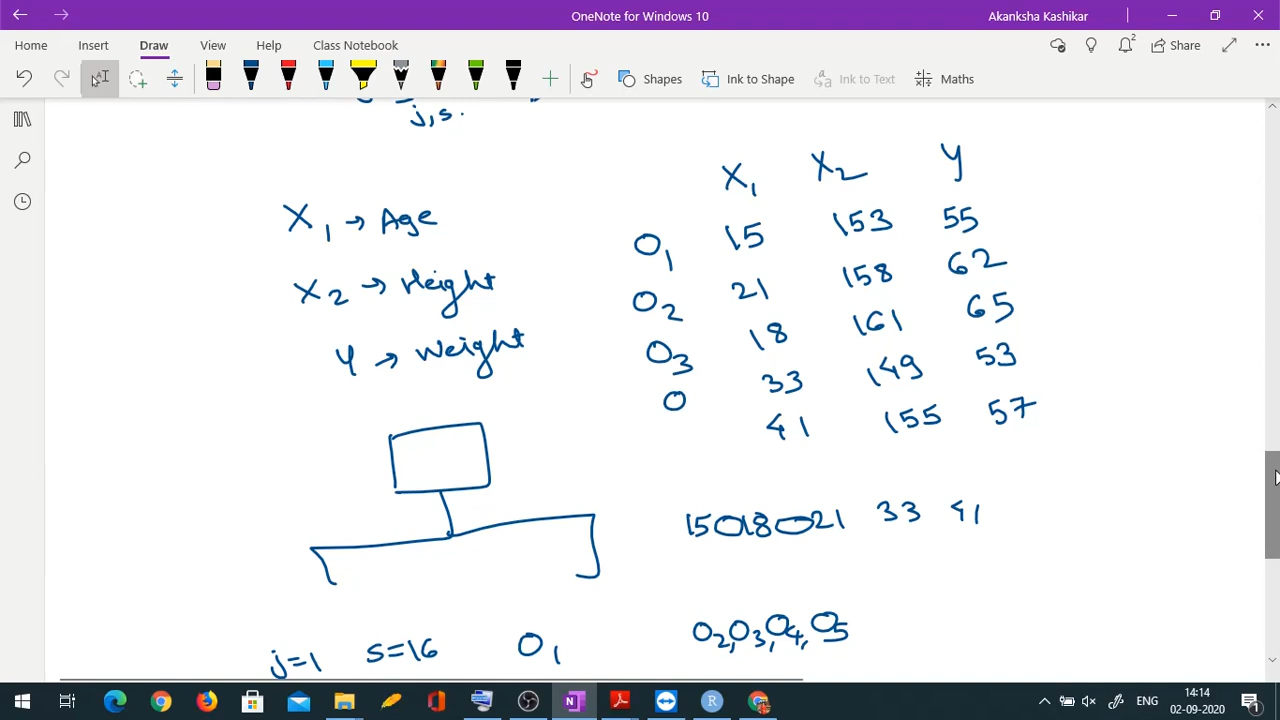 OneNote for Windows 10
Akanksha Kashikar
Home Insert Draw View Help Class Notebook
Share
Shapes Ink to Shape Ink to Text Maths
j,s.
X1 → Age
X2 → Height
Y → Weight
X1 X2 Y
O1 15 153 55
O2 21 158 62
O3 18 161 65
O 33 149 53
41 155 57
15 18 21 33 41
j=1 s=16 O1 O2, O3, O4, O5
ENG
14:14
02-09-2020